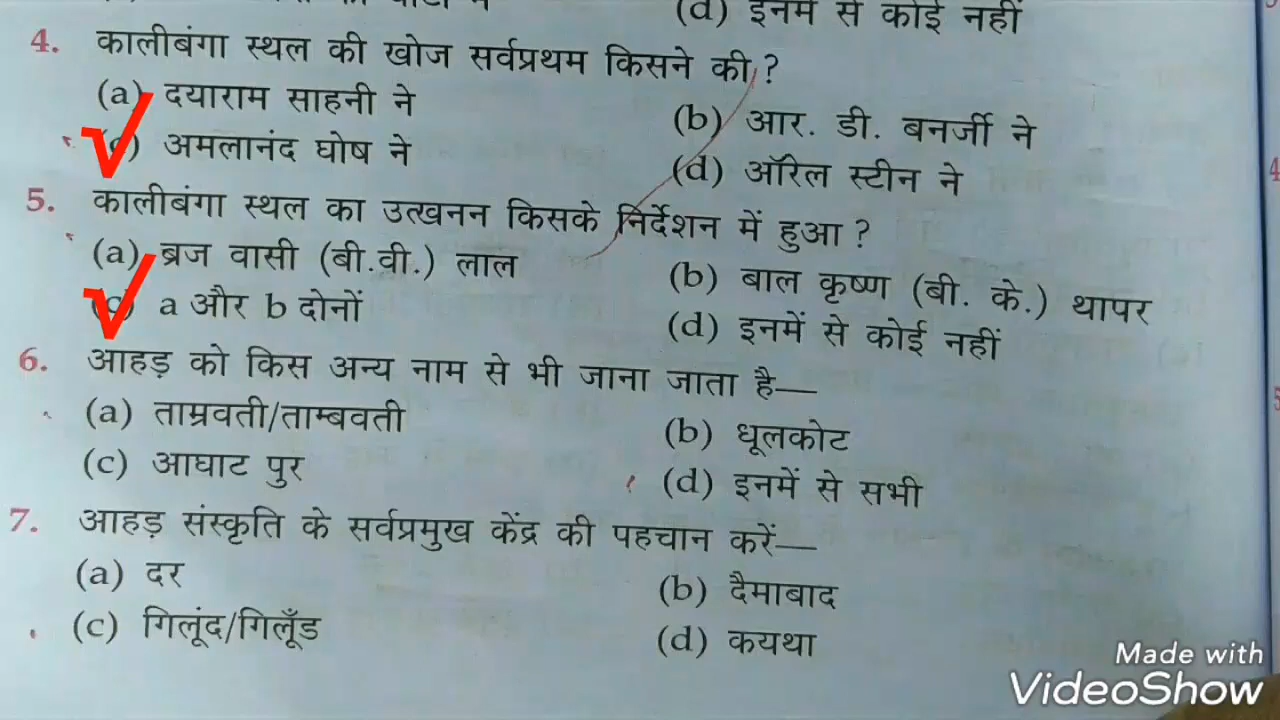 (d) इनमें से कोई नहीं
4. कालीबंगा स्थल की खोज सर्वप्रथम किसने की ?
(a) दयाराम साहनी ने
(b) आर. डी. बनर्जी ने
(c) अमलानंद घोष ने
(d) ऑरेल स्टीन ने
5. कालीबंगा स्थल का उत्खनन किसके निर्देशन में हुआ ?
(a) ब्रज वासी (बी.वी.) लाल
(b) बाल कृष्ण (बी. के.) थापर
(c) a और b दोनों
(d) इनमें से कोई नहीं
6. आहड़ को किस अन्य नाम से भी जाना जाता है—
(a) ताम्रवती/ताम्बवती
(b) धूलकोट
(c) आघाट पुर
(d) इनमें से सभी
7. आहड़ संस्कृति के सर्वप्रमुख केंद्र की पहचान करें—
(a) दर
(b) दैमाबाद
(c) गिलूंद/गिलूँड
(d) कयथा
Made with
VideoShow